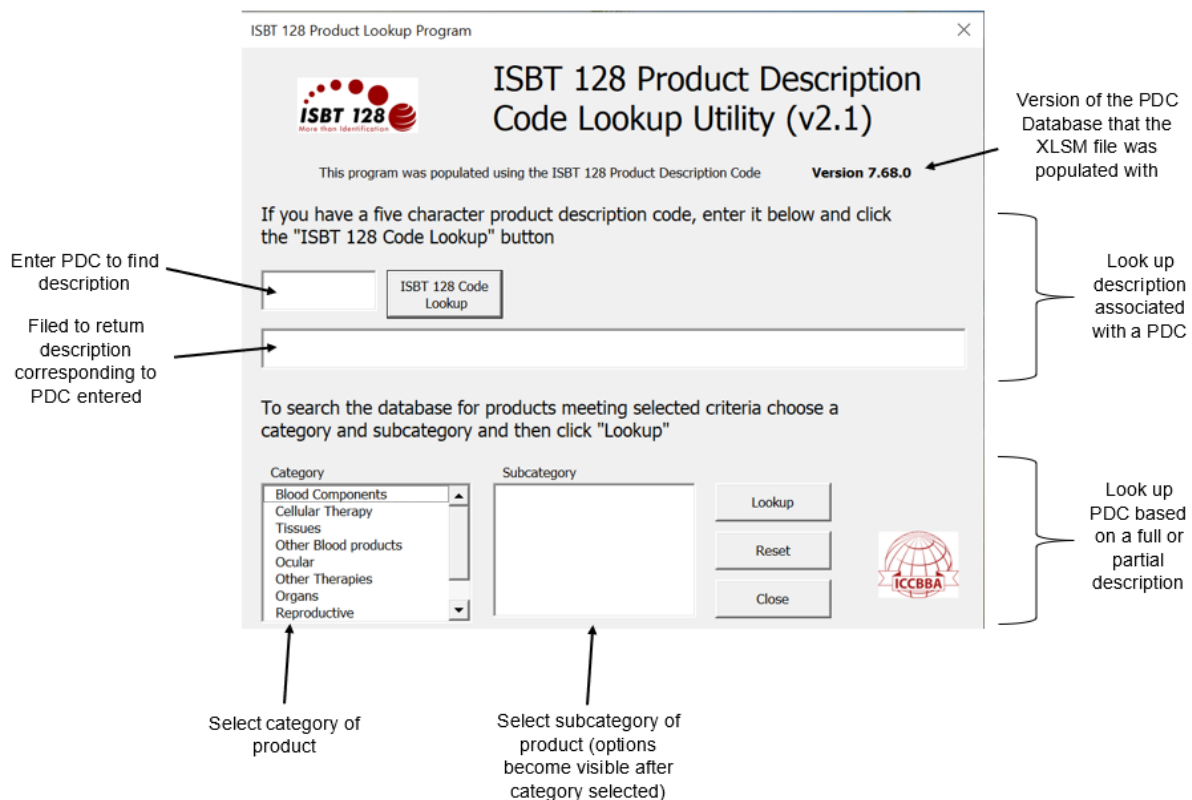 ISBT 128 Product Lookup Program
ISBT 128
More than Identification
ISBT 128 Product Description
Code Lookup Utility (v2.1)
This program was populated using the ISBT 128 Product Description Code
Version 7.68.0
Version of the PDC
Database that the
XLSM file was
populated with
If you have a five character product description code, enter it below and click
the "ISBT 128 Code Lookup" button
Enter PDC to find
description
ISBT 128 Code
Lookup
Look up
description
associated
with a PDC
Filed to return
description
corresponding to
PDC entered
To search the database for products meeting selected criteria choose a
category and subcategory and then click "Lookup"
Category
Blood Components
Cellular Therapy
Tissues
Other Blood products
Ocular
Other Therapies
Organs
Reproductive
Subcategory
Lookup
Reset
Close
ICCBBA
Look up
PDC based
on a full or
partial
description
Select category of
product
Select subcategory of
product (options
become visible after
category selected)